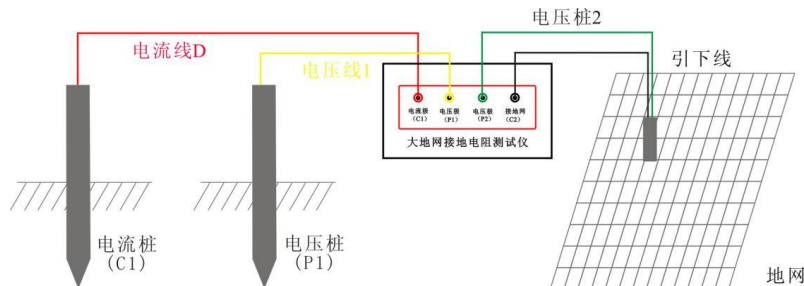 电压桩2
电流线D
电压线1
引下线
电流极
(C1)
电压极
(P1)
电压极
(P2)
接地网
(C2)
大地网接地电阻测试仪
电流桩
(C1)
电压桩
(P1)
地网